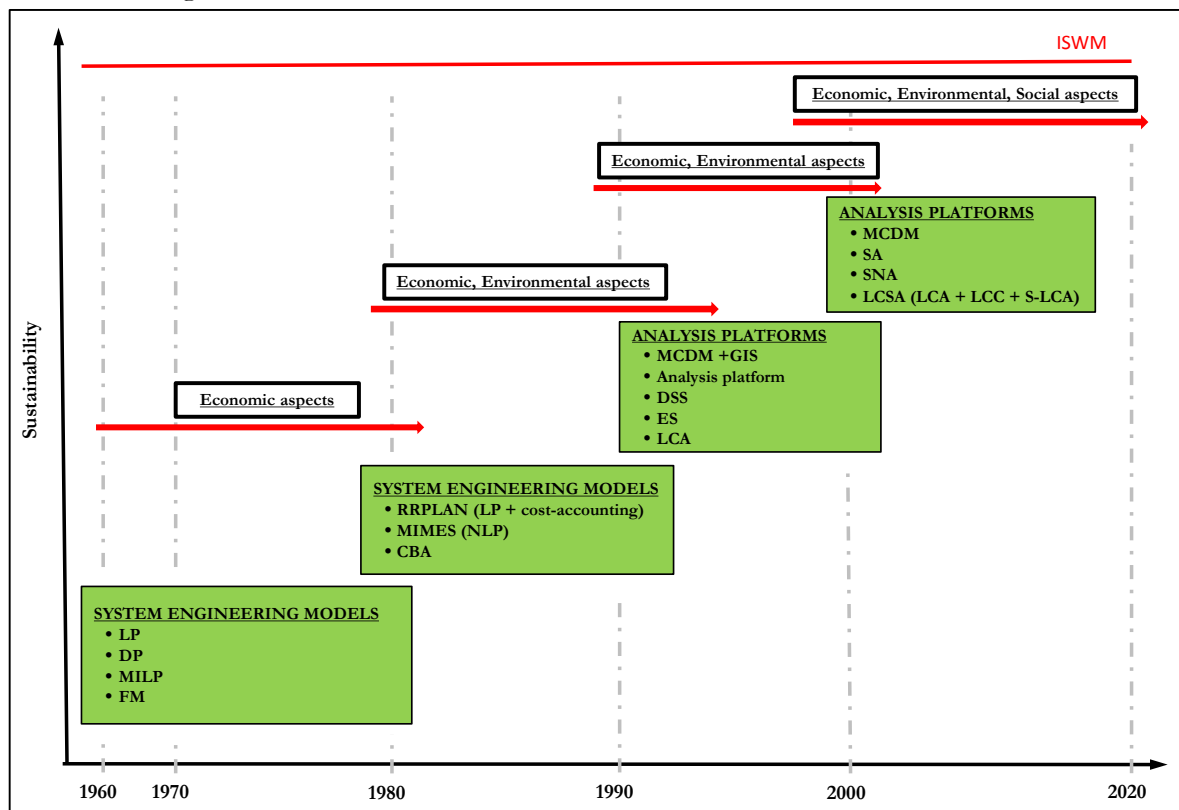 ISWM
Economic, Environmental, Social aspects
Economic, Environmental aspects
ANALYSIS PLATFORMS
• MCDM
• SA
• SNA
• LCSA (LCA + LCC + S-LCA)
Economic, Environmental aspects
ANALYSIS PLATFORMS
• MCDM +GIS
• Analysis platform
• DSS
• ES
• LCA
Economic aspects
SYSTEM ENGINEERING MODELS
• RRPLAN (LP + cost-accounting)
• MIMES (NLP)
• CBA
SYSTEM ENGINEERING MODELS
• LP
• DP
• MILP
• FM
Sustainability
1960 1970 1980 1990 2000 2020